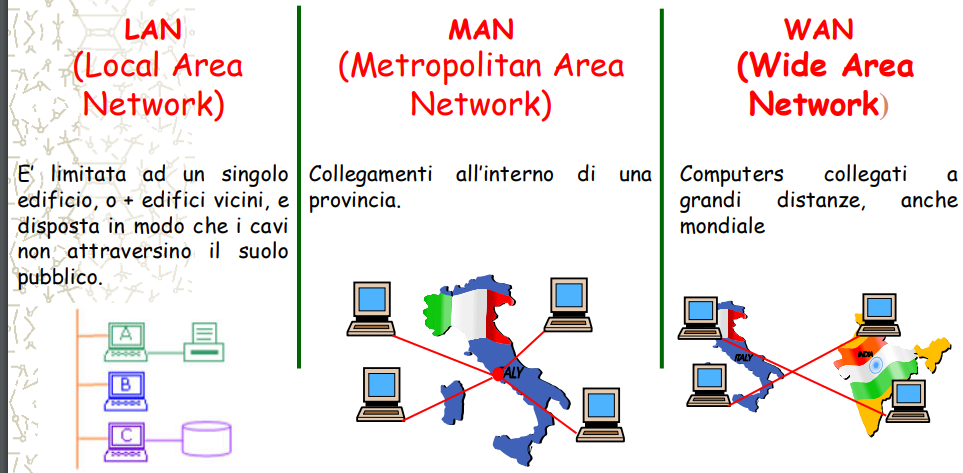 LAN
(Local Area
Network)
E' limitata ad un singolo
edificio, o + edifici vicini, e
disposta in modo che i cavi
non attraversino il suolo
pubblico.
A
B
C
MAN
(Metropolitan Area
Network)
Collegamenti all'interno di una
provincia.
ALY
WAN
(Wide Area
Network)
Computers collegati a
grandi distanze, anche
mondiale
ITALY
INDIA